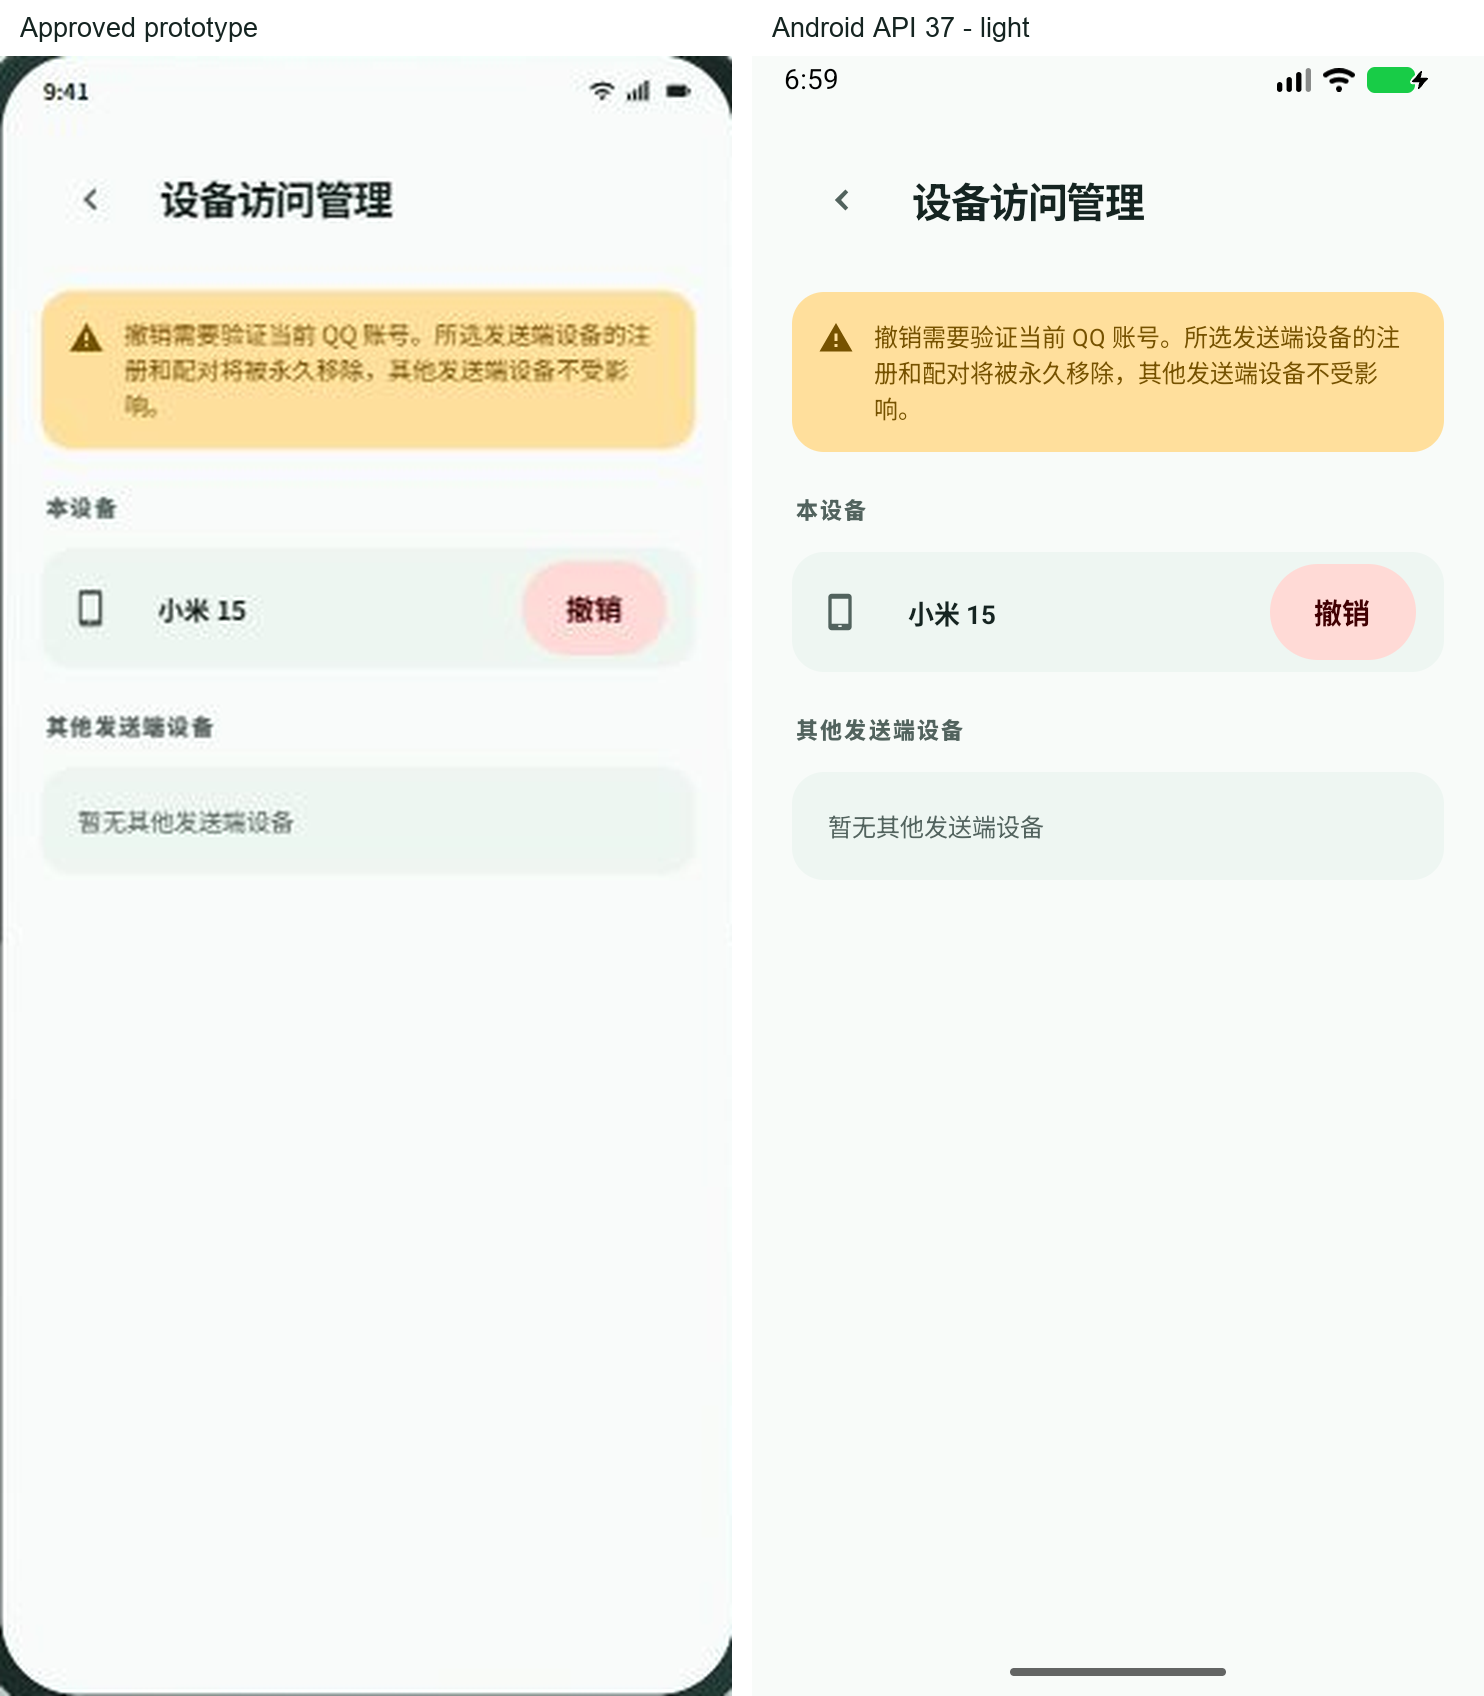 Approved prototype
9:41
设备访问管理
撤销需要验证当前 QQ 账号。所选发送端设备的注
册和配对将被永久移除，其他发送端设备不受影
响。
本设备
小米 15
撤销
其他发送端设备
暂无其他发送端设备
Android API 37 - light
6:59
设备访问管理
撤销需要验证当前 QQ 账号。所选发送端设备的注
册和配对将被永久移除，其他发送端设备不受影
响。
本设备
小米 15
撤销
其他发送端设备
暂无其他发送端设备